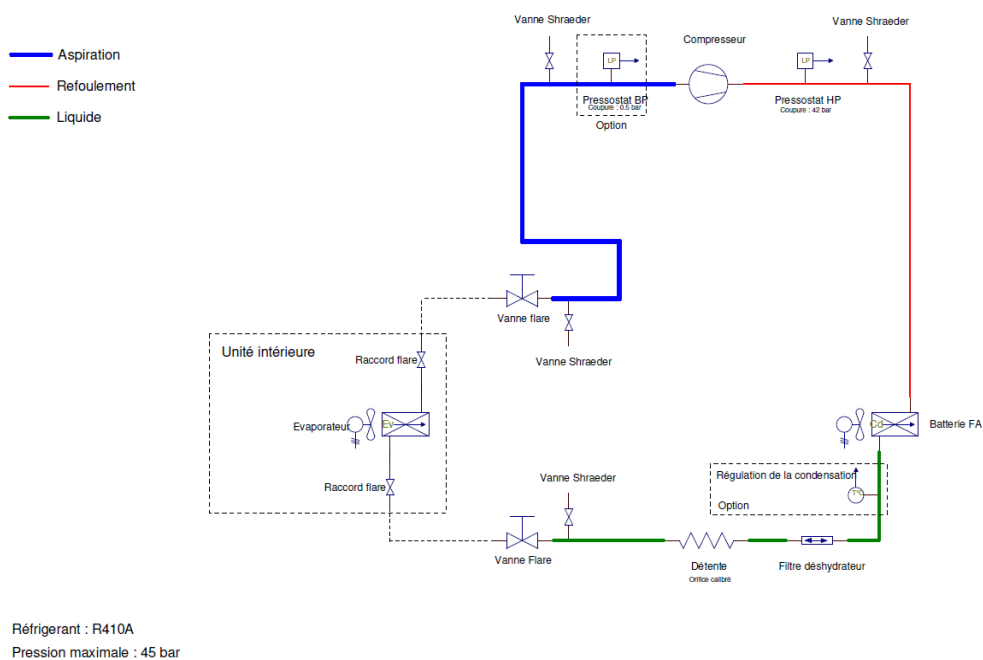 Vanne Shraeder
Vanne Shraeder
Aspiration
Compresseur
Refoulement
LP
LP
Pressostat BP
Coupure : 0.5 bar
Pressostat HP
Coupure : 42 bar
Liquide
Option
Vanne flare
Unité intérieure
Raccord flare
Vanne Shraeder
Evaporateur
Ev
Cd
Batterie FA
Régulation de la condensation
Vanne Shraeder
Raccord flare
T°C
Option
Vanne Flare
Détente
Orifice calibré
Filtre déshydrateur
Réfrigerant : R410A
Pression maximale : 45 bar